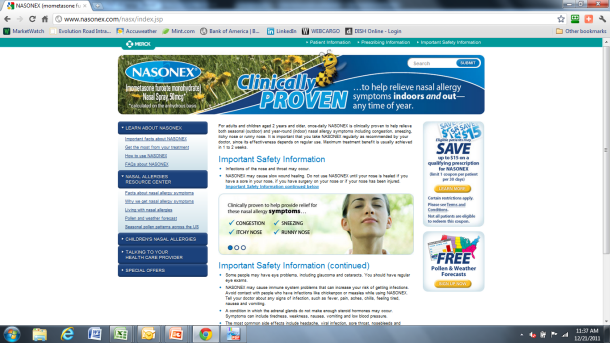 NASONEX (mometasone fu
www.nasonex.com/nasx/index.jsp
MarketWatch
Evolution Road Intra...
Accuweather
Mint.com
Bank of America | B...
LinkedIn
WEBCARGO
DISH Online - Login
Other bookmarks
MERCK
Patient Information
Prescribing Information
Important Safety Information
NASONEX
(mometasone furoate monohydrate)
Nasal Spray, 50mcg*
*calculated on the anhydrous basis
Clinically
PROVEN
...to help relieve nasal allergy
symptoms indoors and out—
any time of year.
Search
SUBMIT
LEARN ABOUT NASONEX
Important facts about NASONEX
Get the most from your treatment
How to use NASONEX
FAQs about NASONEX
NASAL ALLERGIES
RESOURCE CENTER
Facts about nasal allergy symptoms
Why we get nasal allergy symptoms
Living with nasal allergies
Pollen and weather forecast
Seasonal pollen patterns across the US
CHILDREN'S NASAL ALLERGIES
TALKING TO YOUR
HEALTH CARE PROVIDER
SPECIAL OFFERS
For adults and children aged 2 years and older, once-daily NASONEX is clinically proven to help relieve
both seasonal (outdoor) and year-round (indoor) nasal allergy symptoms including congestion, sneezing,
itchy nose or runny nose. It is important that you take NASONEX regularly as recommended by your
doctor, since its effectiveness depends on regular use. Maximum treatment benefit is usually achieved
in 1 to 2 weeks.
Important Safety Information
Infections of the nose and throat may occur.
NASONEX may cause slow wound healing. Do not use NASONEX until your nose is healed if you
have a sore in your nose, if you have surgery on your nose or if your nose has been injured.
Important Safety Information continued below
Clinically proven to help provide relief for
these nasal allergy symptoms...
CONGESTION
SNEEZING
ITCHY NOSE
RUNNY NOSE
Important Safety Information (continued)
Some people may have eye problems, including glaucoma and cataracts. You should have regular
eye exams.
NASONEX may cause immune system problems that can increase your risk of getting infections.
Avoid contact with people who have infections like chickenpox or measles while using NASONEX.
Tell your doctor about any signs of infection, such as fever, pain, aches, chills, feeling tired,
nausea and vomiting.
A condition in which the adrenal glands do not make enough steroid hormones may occur.
Symptoms can include tiredness, weakness, nausea, vomiting and low blood pressure.
The most common side effects include headache, viral infection, sore throat, nosebleeds and
$15
Eligible patients may
SAVE
up to $15 on a
qualifying prescription
for NASONEX
(limit 1 coupon per patient
per 30 days)
LEARN MORE
Certain restrictions apply.
Please see Terms and
Conditions.
Not all patients are eligible
to redeem this coupon.
FREE
Pollen & Weather
Forecasts
SIGN UP NOW
11:37 AM
12/21/2011